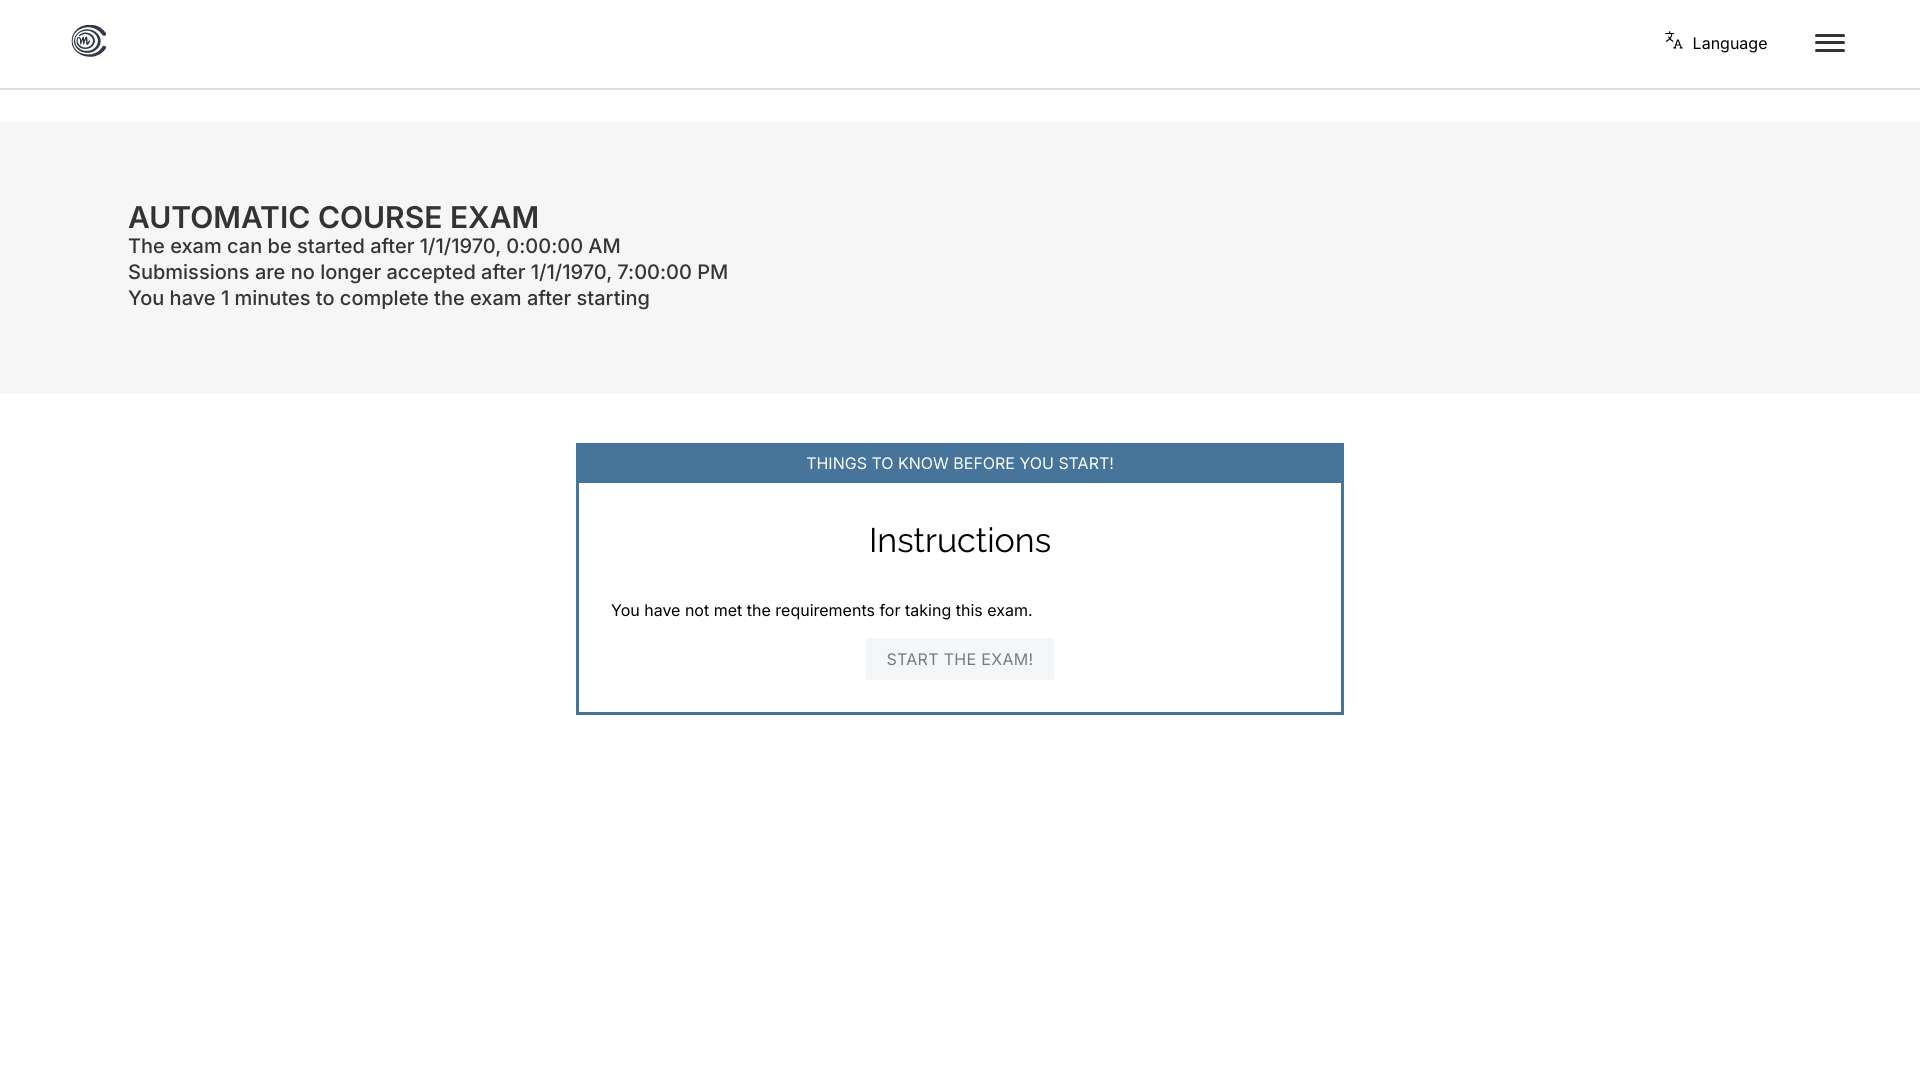 Language
AUTOMATIC COURSE EXAM
The exam can be started after 1/1/1970, 0:00:00 AM
Submissions are no longer accepted after 1/1/1970, 7:00:00 PM
You have 1 minutes to complete the exam after starting
THINGS TO KNOW BEFORE YOU START!
Instructions
You have not met the requirements for taking this exam.
START THE EXAM!